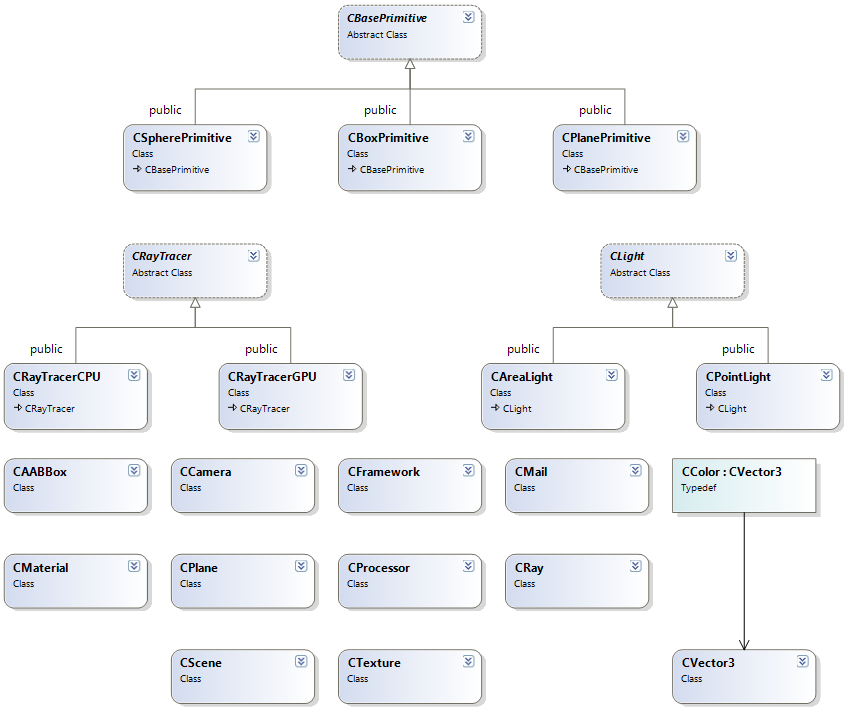 CBasePrimitive
Abstract Class
public
public
public
CSpherePrimitive
Class
CBasePrimitive
CBoxPrimitive
Class
CBasePrimitive
CPlanePrimitive
Class
CBasePrimitive
CRayTracer
Abstract Class
CLight
Abstract Class
public
public
public
public
CRayTracerCPU
Class
CRayTracer
CRayTracerGPU
Class
CRayTracer
CAreaLight
Class
CLight
CPointLight
Class
CLight
CAABBox
Class
CCamera
Class
CFramework
Class
CMail
Class
CColor : CVector3
Typedef
CMaterial
Class
CPlane
Class
CProcessor
Class
CRay
Class
CScene
Class
CTexture
Class
CVector3
Class